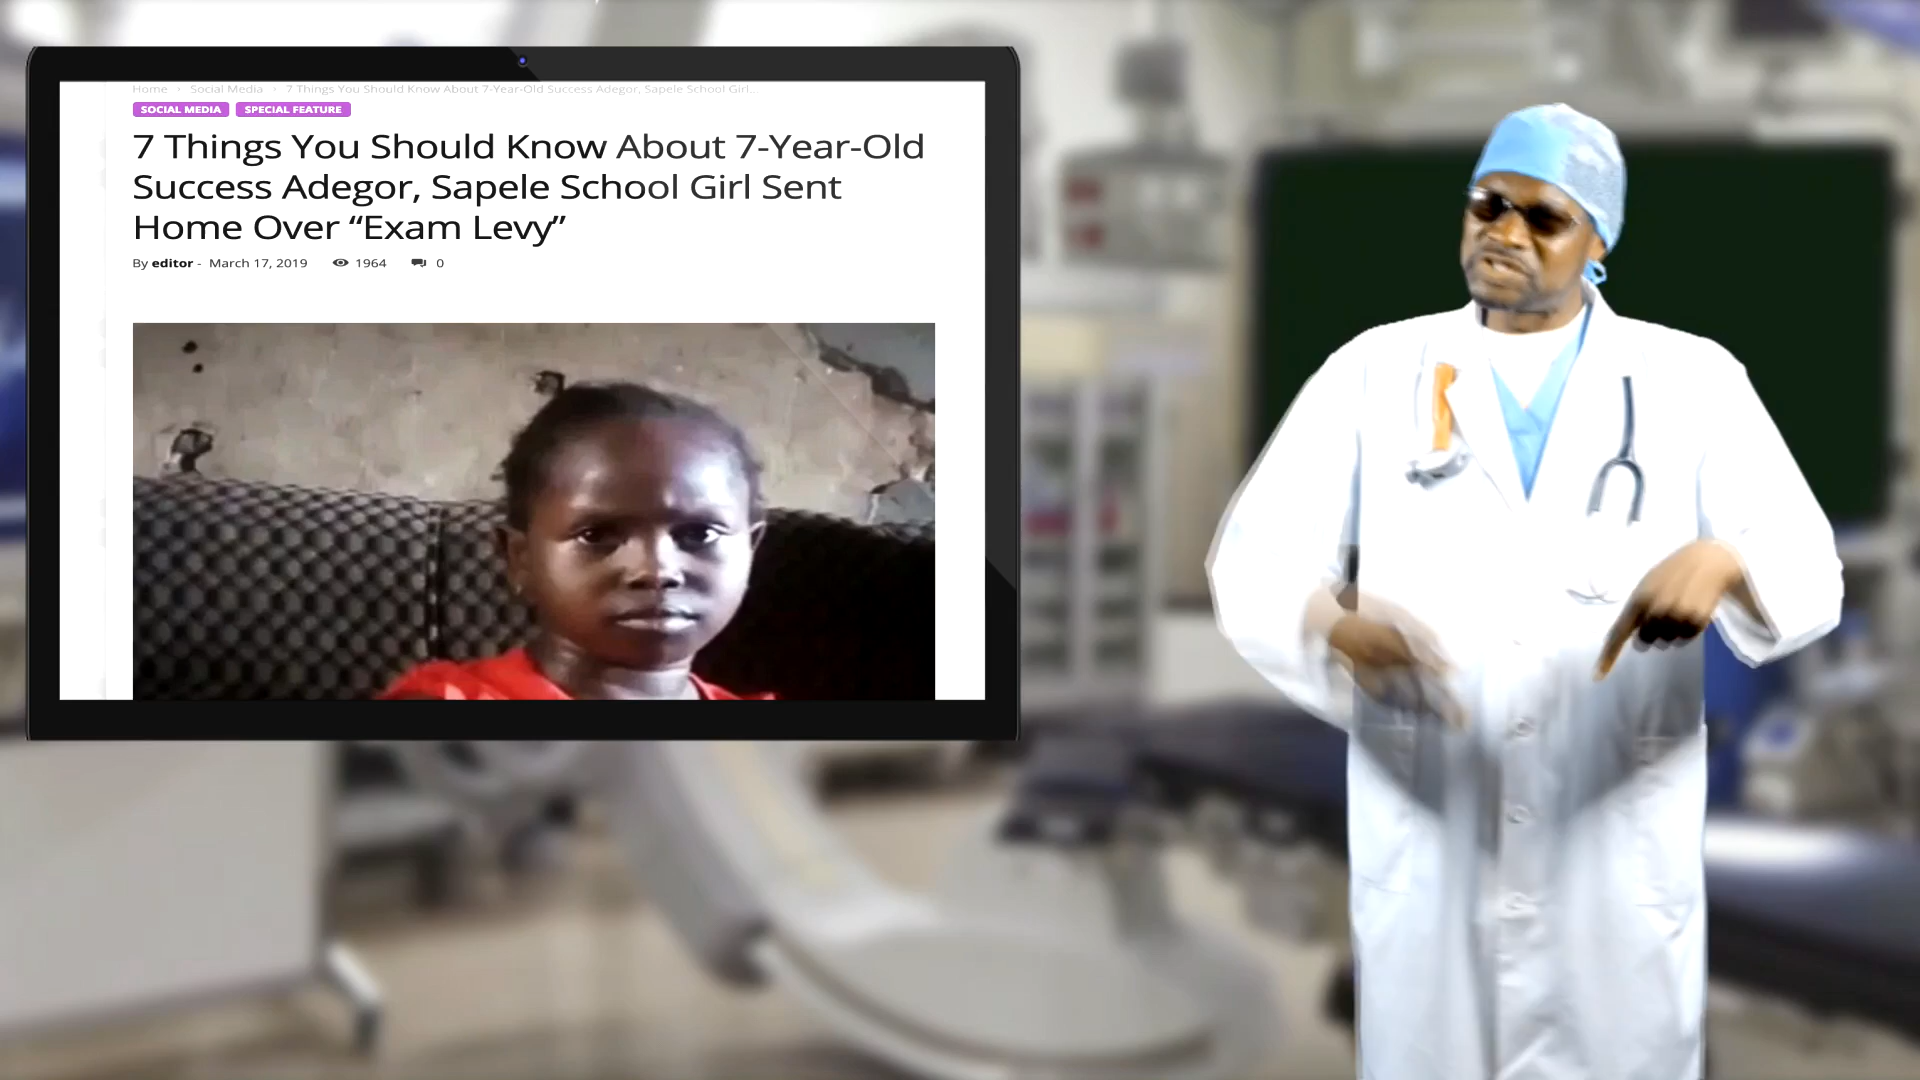 Home › Social Media › 7 Things You Should Know About 7-Year-Old Success Adegor, Sapele School Girl...
SOCIAL MEDIA SPECIAL FEATURE
7 Things You Should Know About 7-Year-Old
Success Adegor, Sapele School Girl Sent
Home Over “Exam Levy”
By editor - March 17, 2019 1964 0